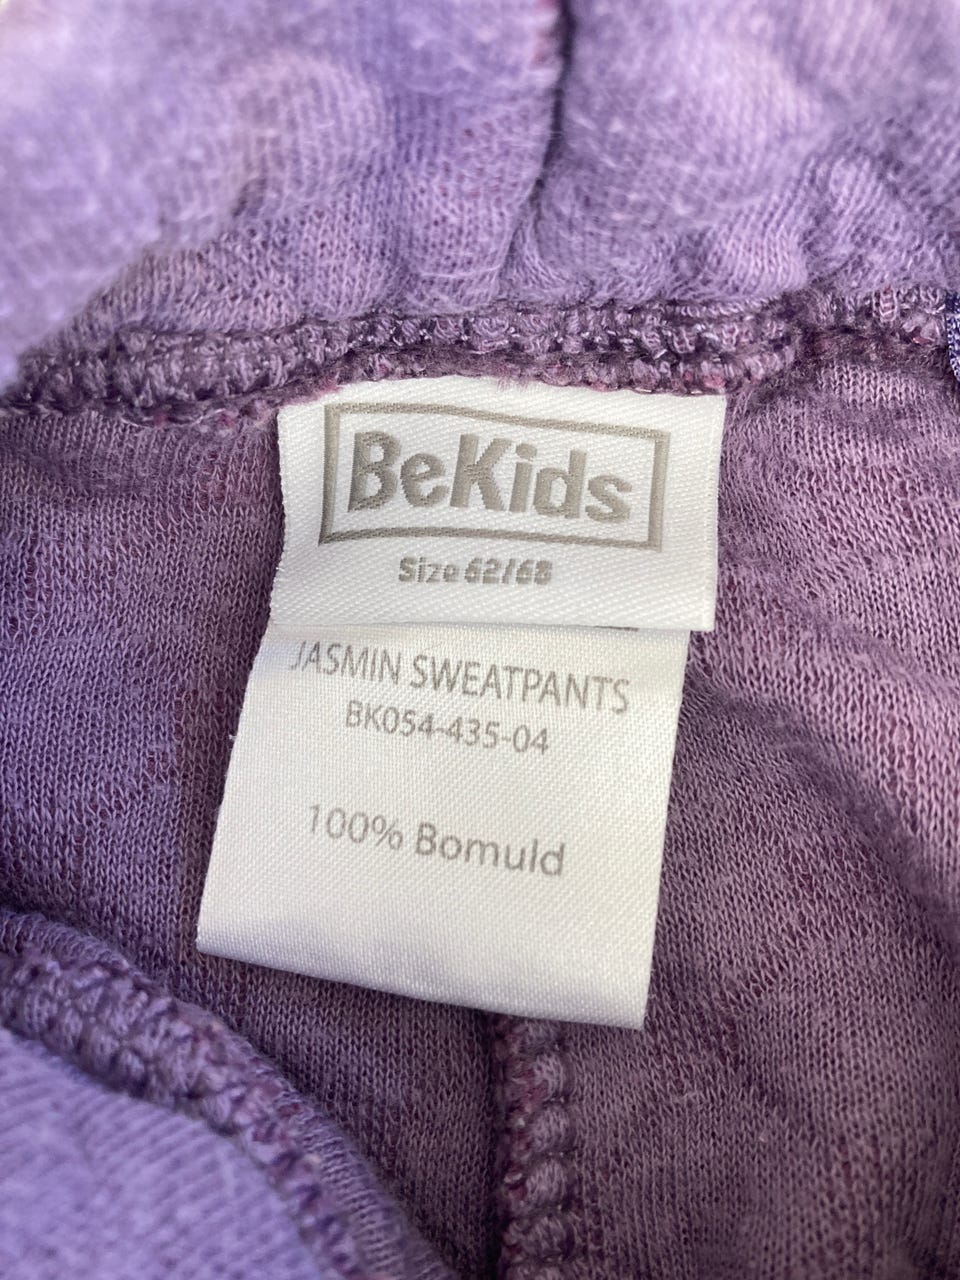 BeKids
Size 62/68
JASMIN SWEATPANTS
BK054-435-04
100% Bomuld